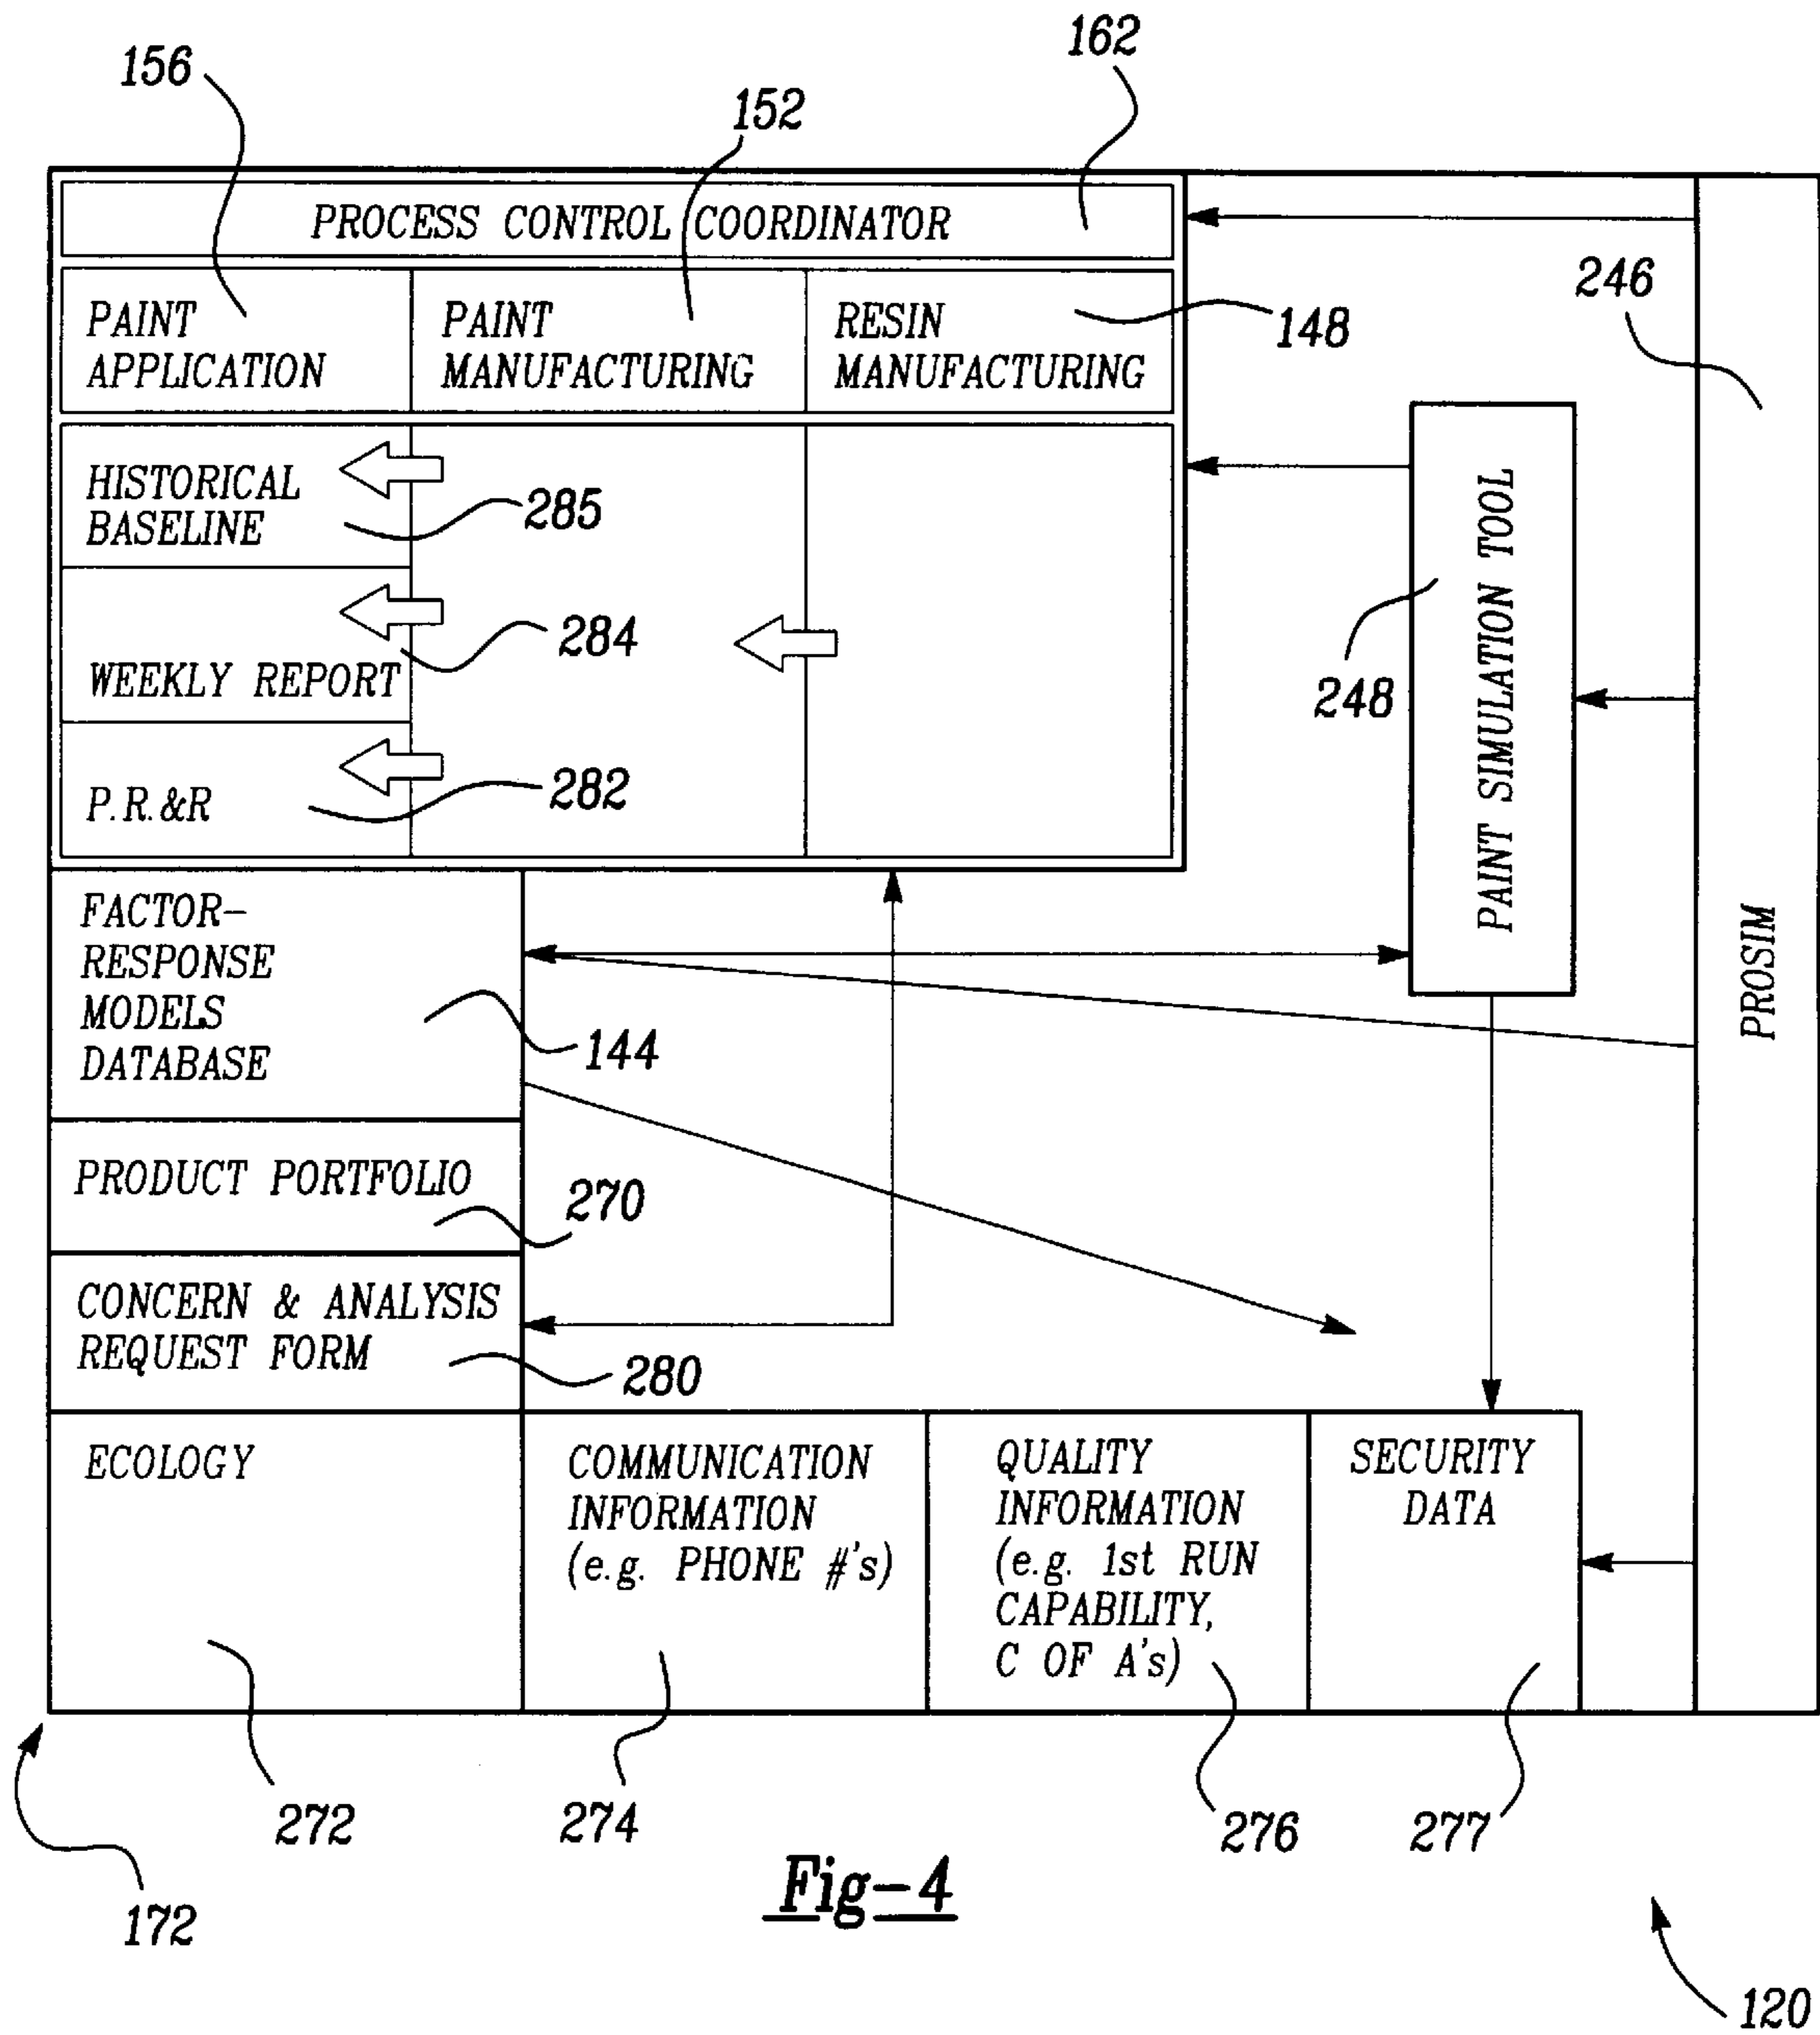 162
156
152
PROCESS CONTROL COORDINATOR
246
PAINT
APPLICATION
PAINT
MANUFACTURING
RESIN
MANUFACTURING
148
HISTORICAL
BASELINE
285
WEEKLY REPORT
284
P.R.&R
282
PAINT SIMULATION TOOL
248
PROSIM
FACTOR-
RESPONSE
MODELS
DATABASE
144
PRODUCT PORTFOLIO
270
CONCERN & ANALYSIS
REQUEST FORM
280
ECOLOGY
COMMUNICATION
INFORMATION
(e.g. PHONE #'s)
QUALITY
INFORMATION
(e.g. 1st RUN
CAPABILITY,
C OF A's)
SECURITY
DATA
272
274
276
277
172
Fig-4
120